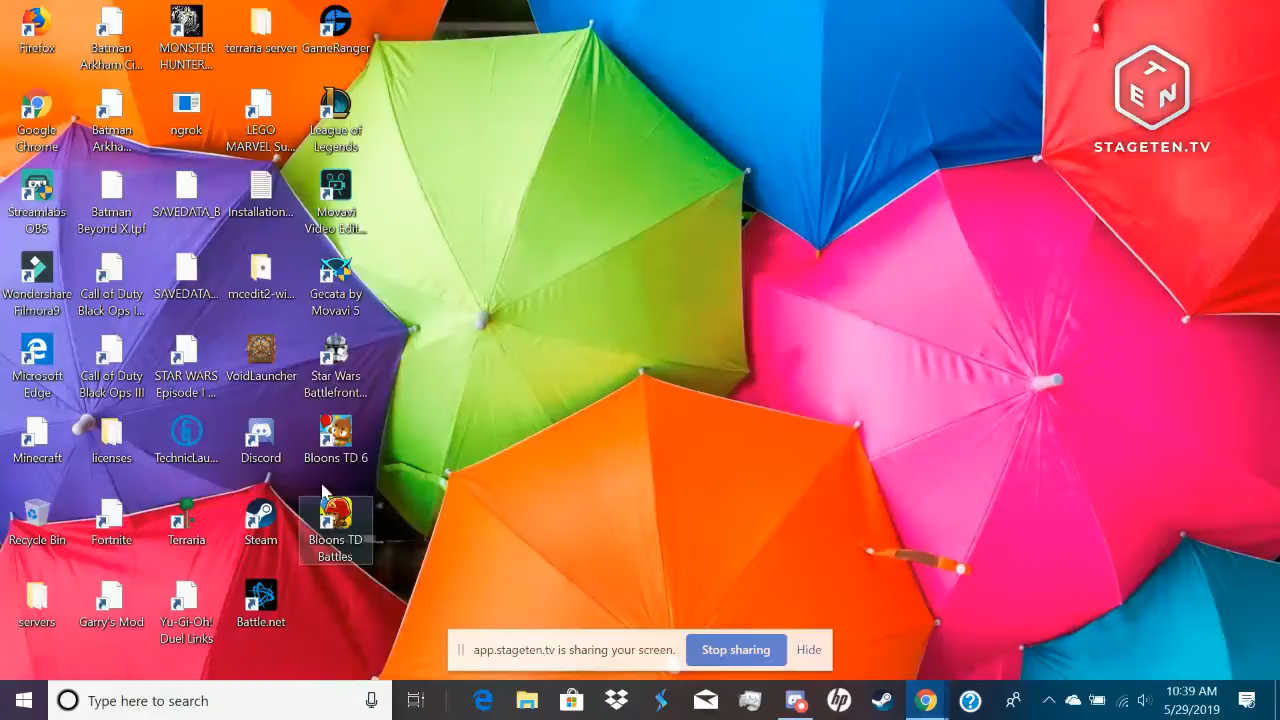 Firefox
Batman
Arkham Ci...
MONSTER
HUNTER...
terraria server
GameRanger
Google
Chrome
Batman
Arkha...
ngrok
LEGO
MARVEL Su...
League of
Legends
Streamlabs
OBS
Batman
Beyond X.tpf
SAVEDATA_B
Installation...
Movavi
Video Edit...
Wondershare
Filmora9
Call of Duty
Black Ops I...
SAVEDATA...
mcedit2-wi...
Gecata by
Movavi 5
Microsoft
Edge
Call of Duty
Black Ops III
STAR WARS
Episode I ...
VoidLauncher
Star Wars
Battlefront...
Minecraft
licenses
TechnicLau...
Discord
Bloons TD 6
Recycle Bin
Fortnite
Terraria
Steam
Bloons TD
Battles
servers
Garry's Mod
Yu-Gi-Oh!
Duel Links
Battle.net
TEN
STAGETEN.TV
app.stageten.tv is sharing your screen.
Stop sharing
Hide
Type here to search
10:39 AM
5/29/2019